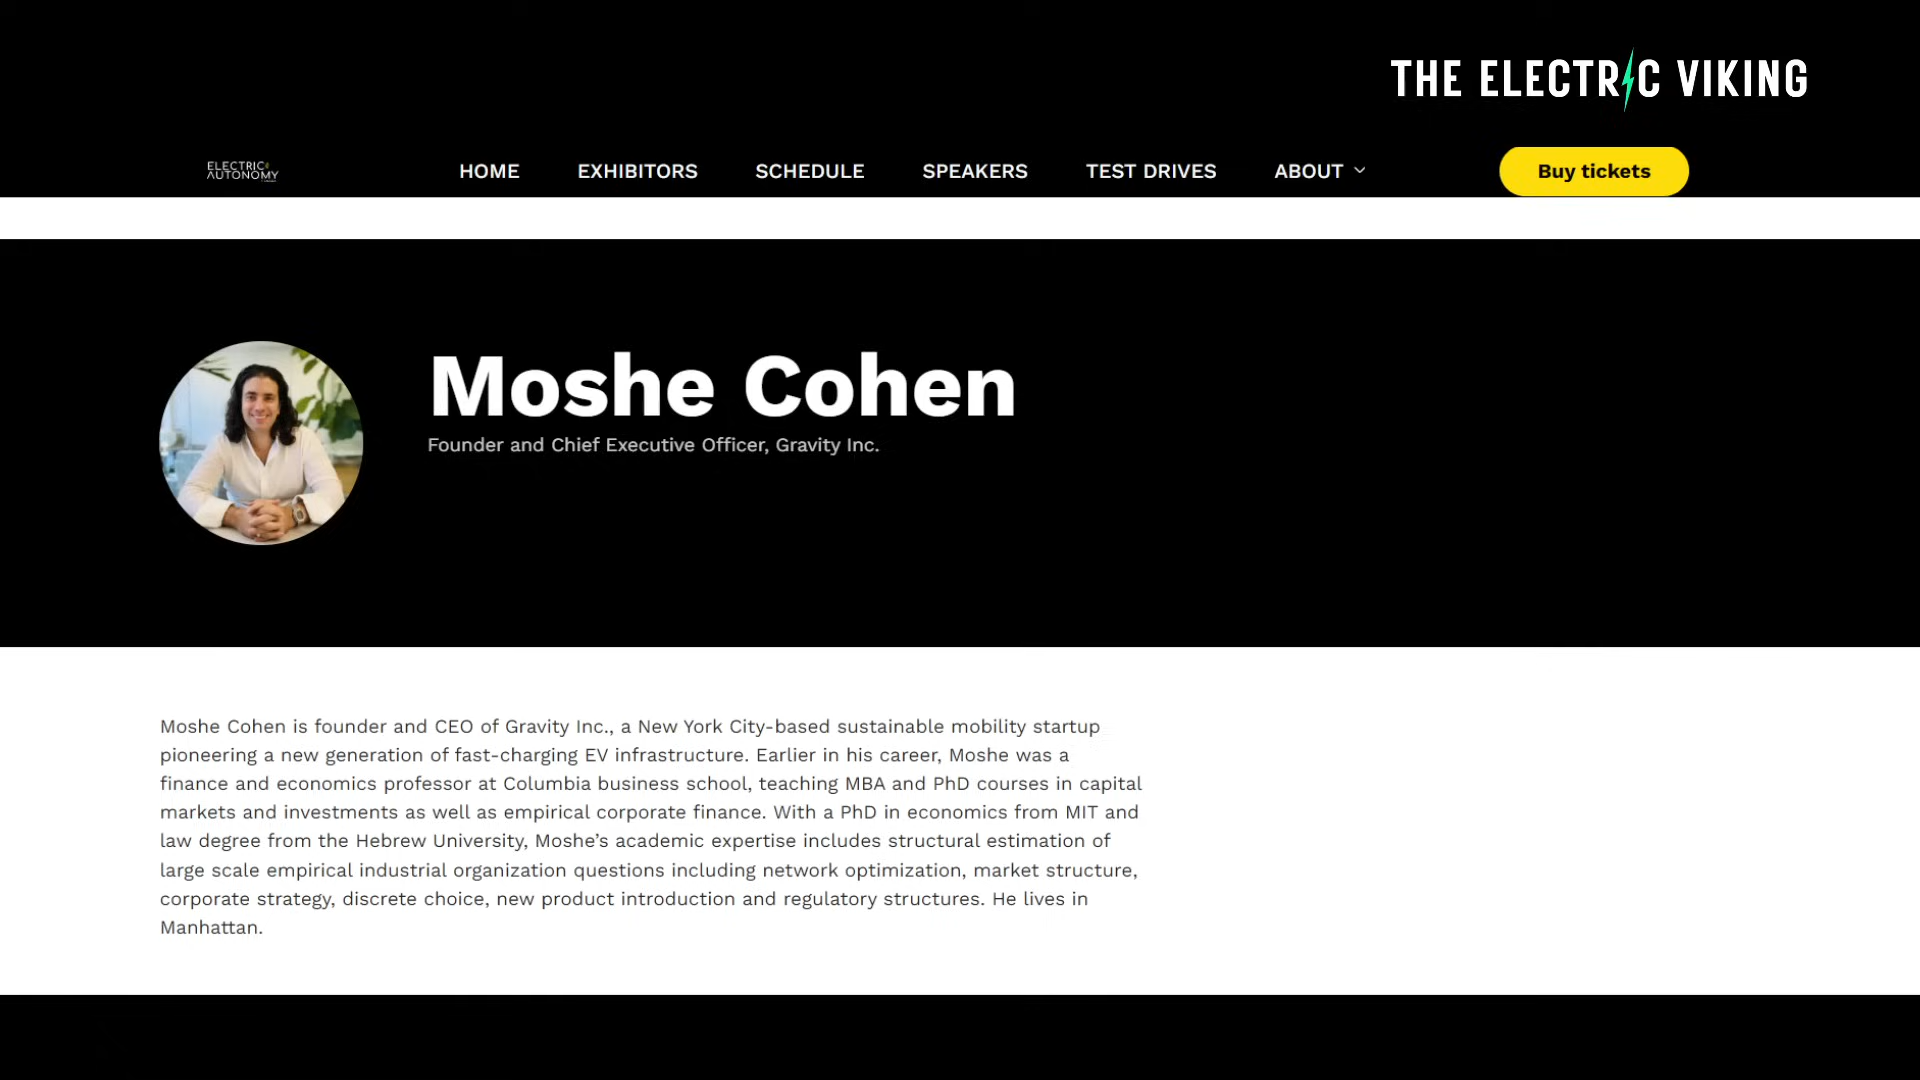 THE ELECTRIC VIKING
ELECTRIC
AUTONOMY
HOME EXHIBITORS SCHEDULE SPEAKERS TEST DRIVES ABOUT Buy tickets
Moshe Cohen
Founder and Chief Executive Officer, Gravity Inc.
Moshe Cohen is founder and CEO of Gravity Inc., a New York City-based sustainable mobility startup
pioneering a new generation of fast-charging EV infrastructure. Earlier in his career, Moshe was a
finance and economics professor at Columbia business school, teaching MBA and PhD courses in capital
markets and investments as well as empirical corporate finance. With a PhD in economics from MIT and
law degree from the Hebrew University, Moshe’s academic expertise includes structural estimation of
large scale empirical industrial organization questions including network optimization, market structure,
corporate strategy, discrete choice, new product introduction and regulatory structures. He lives in
Manhattan.